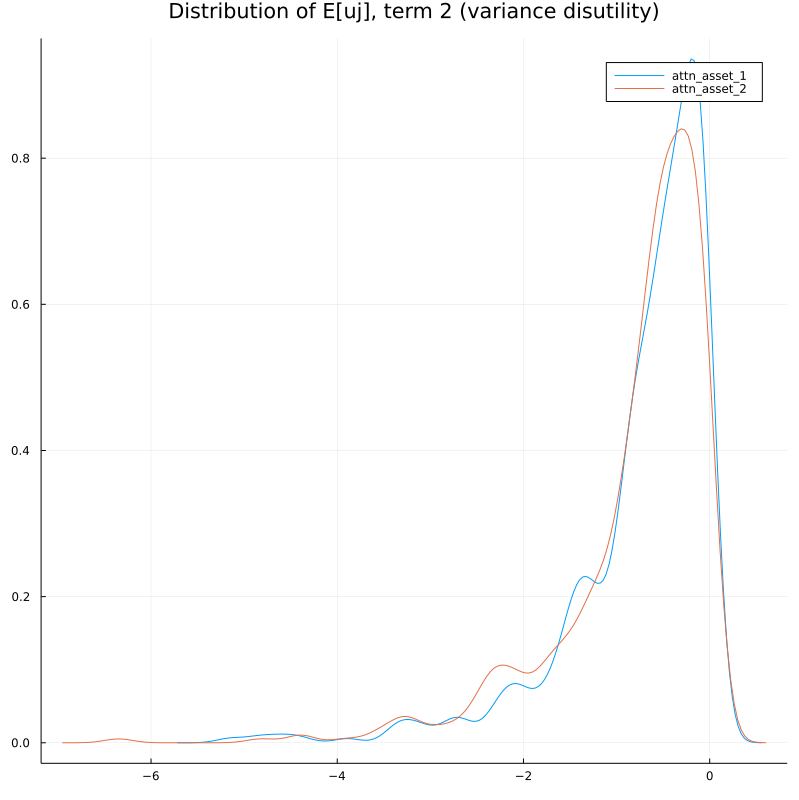 Distribution of E[uj], term 2 (variance disutility)
attn_asset_1
attn_asset_2
0.8
0.6
0.4
0.2
0.0
−6 −4 −2 0